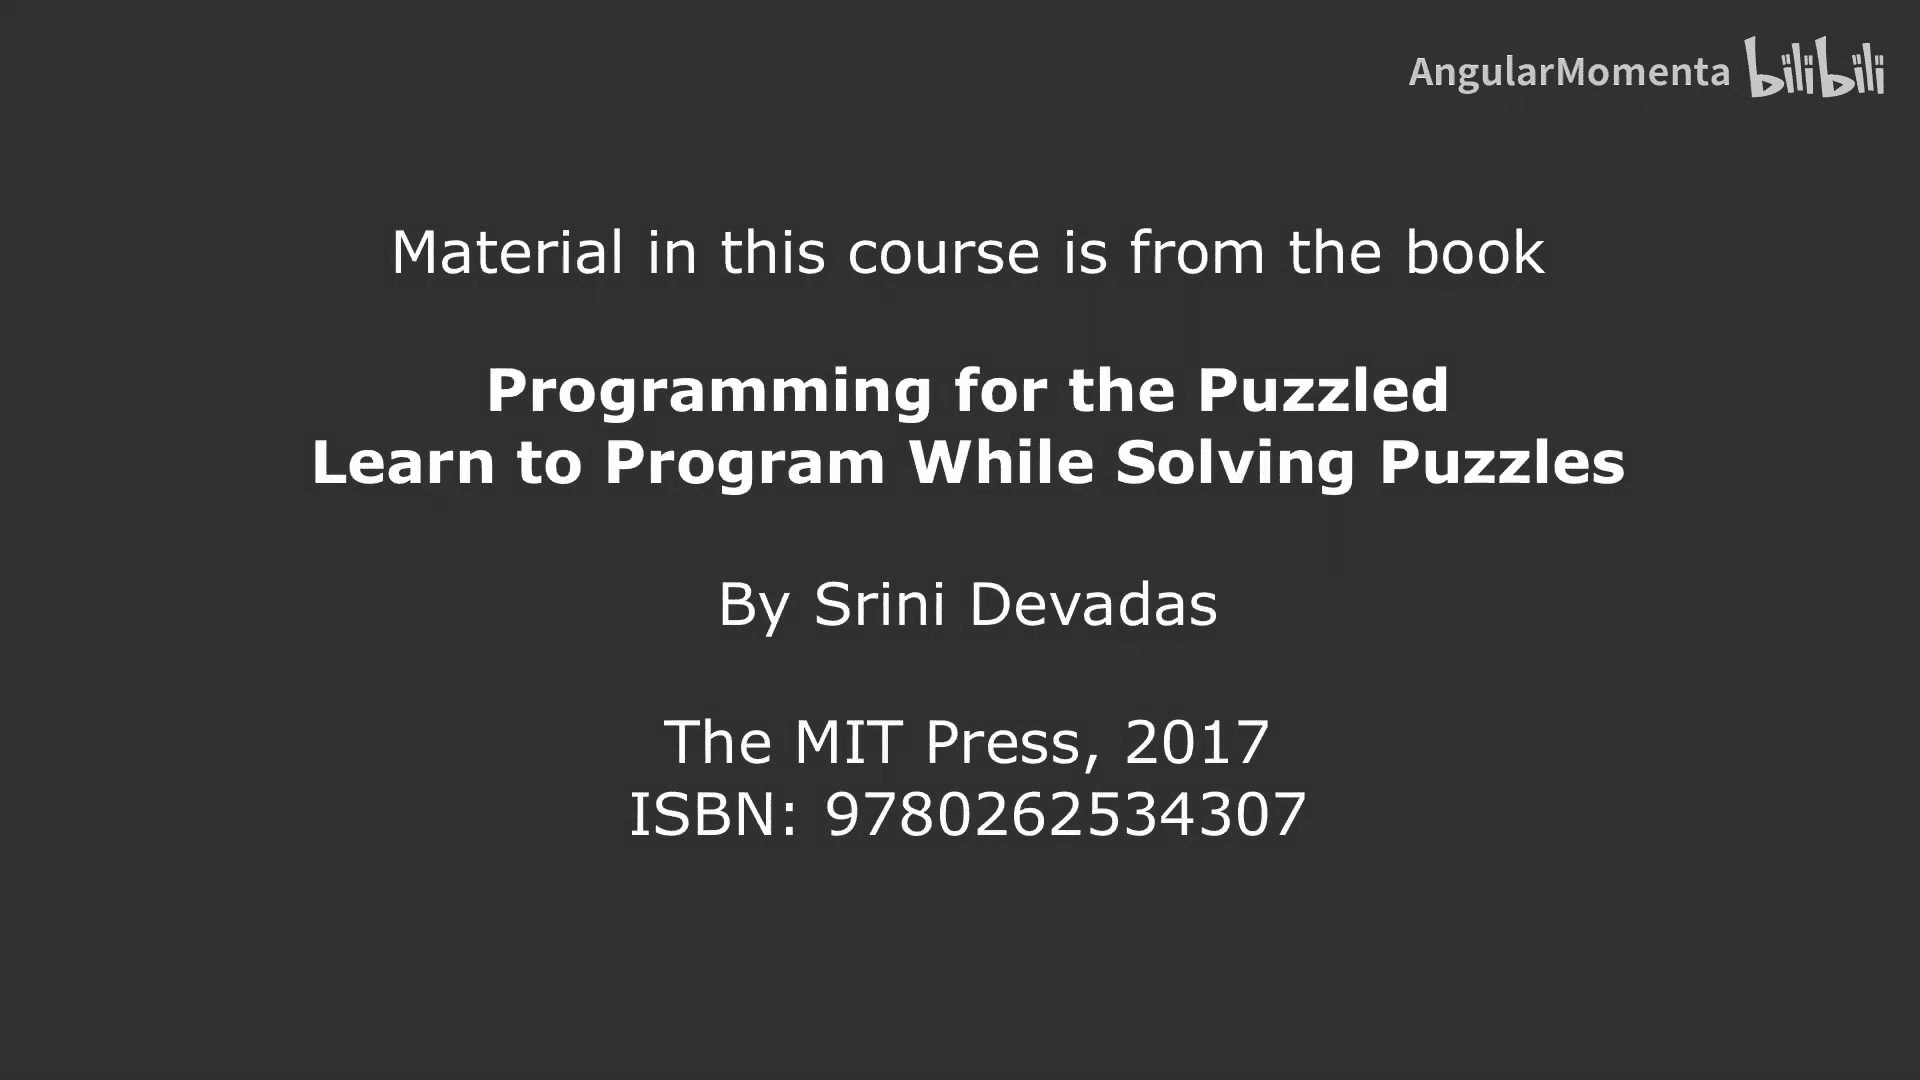 AngularMomenta bilibili
Material in this course is from the book
Programming for the Puzzled
Learn to Program While Solving Puzzles
By Srini Devadas
The MIT Press, 2017
ISBN: 9780262534307